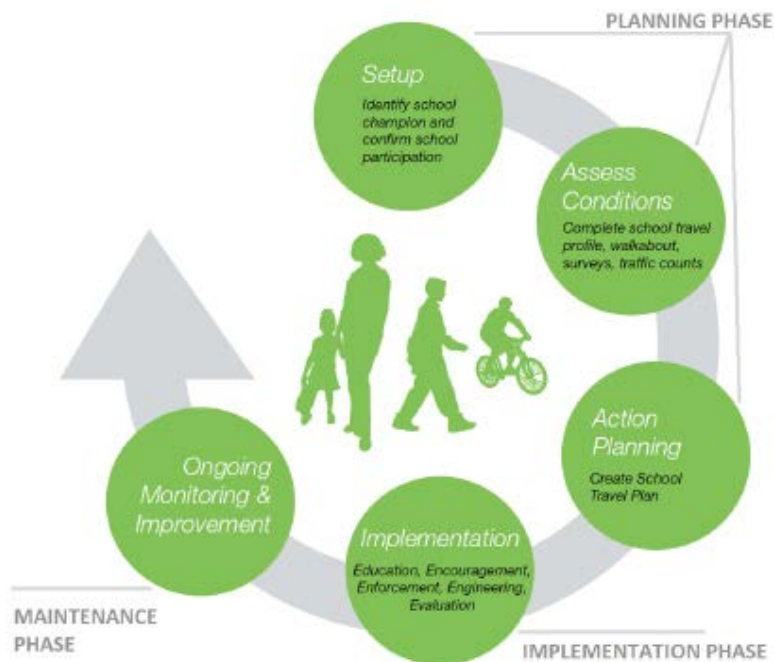 PLANNING PHASE
Setup
Identify school
champion and
confirm school
participation
Assess
Conditions
Complete school travel
profile, walkabout,
surveys, traffic counts
Action
Planning
Create School
Travel Plan
Implementation
Education, Encouragement,
Enforcement, Engineering,
Evaluation
IMPLEMENTATION PHASE
Ongoing
Monitoring &
Improvement
MAINTENANCE
PHASE